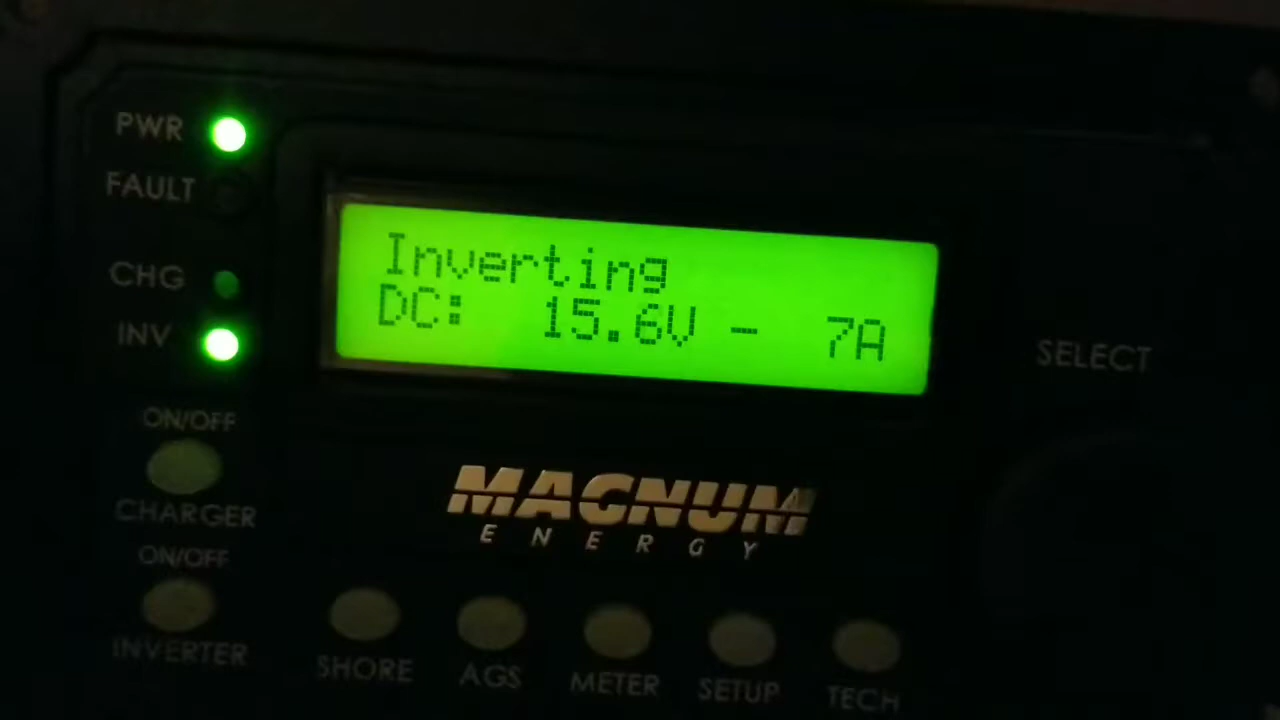 PWR
FAULT
CHG
INV
ON/OFF
CHARGER
ON/OFF
INVERTER
Inverting
DC: 15.6V - 7A
SELECT
MAGNUM
ENERGY
SHORE
AGS
METER
SETUP
TECH